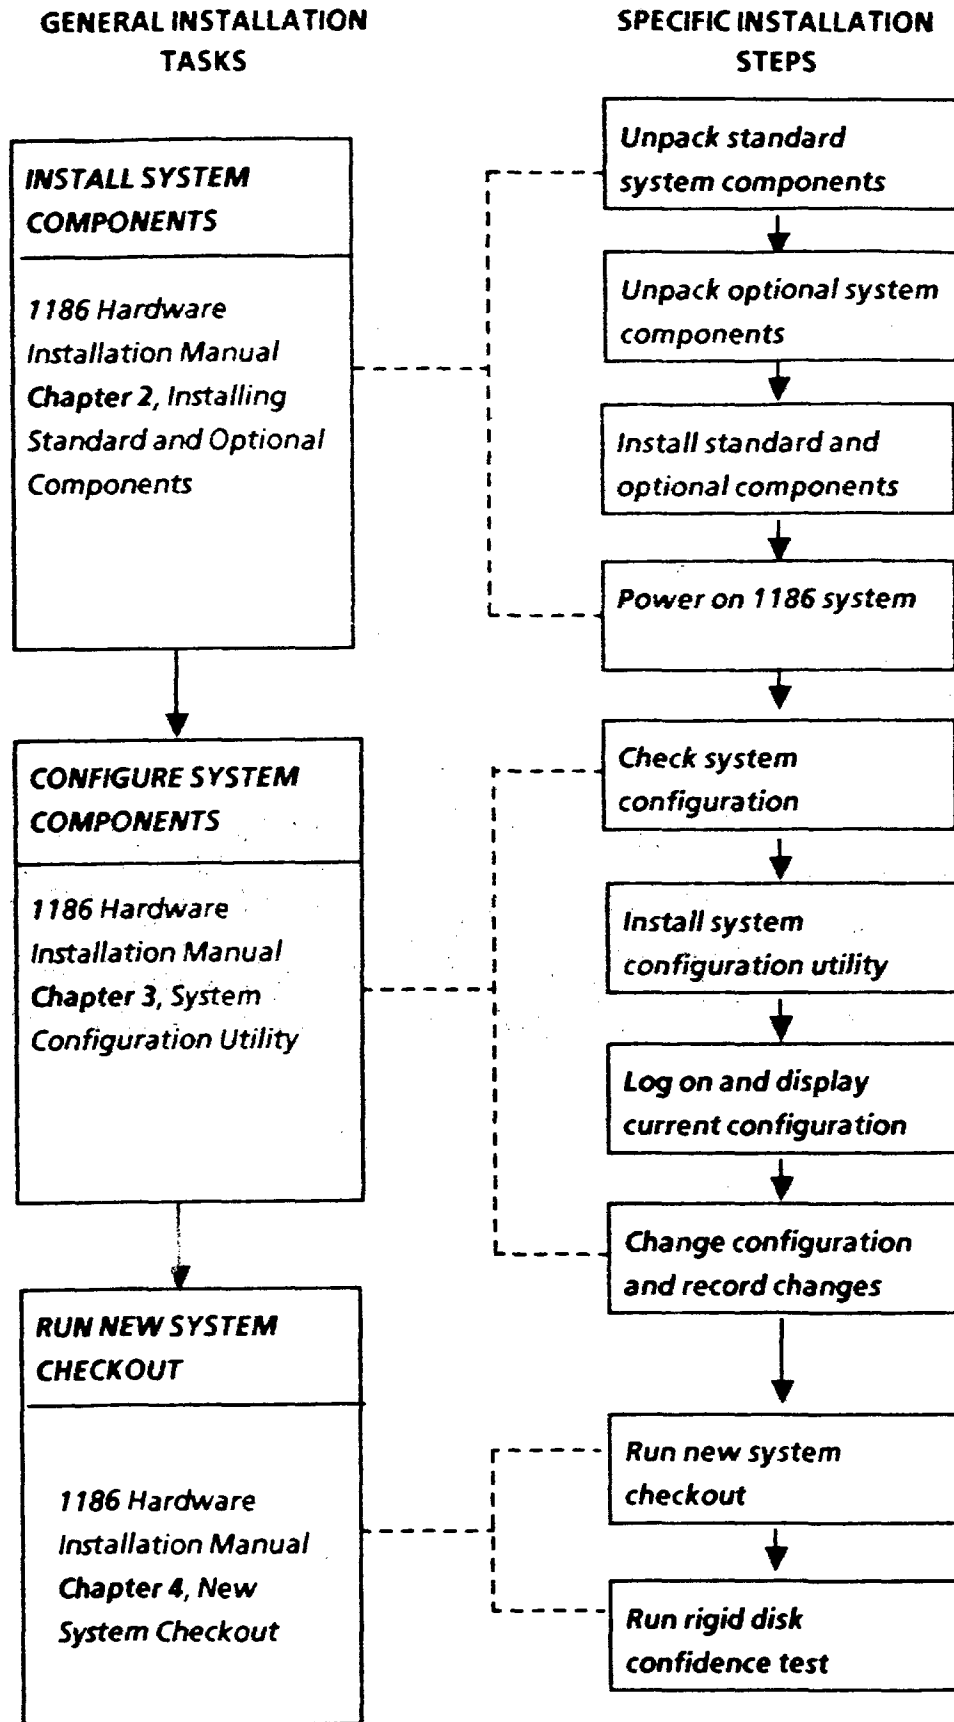 GENERAL INSTALLATION
TASKS
INSTALL SYSTEM
COMPONENTS
1186 Hardware
Installation Manual
Chapter 2, Installing
Standard and Optional
Components
CONFIGURE SYSTEM
COMPONENTS
1186 Hardware
Installation Manual
Chapter 3, System
Configuration Utility
RUN NEW SYSTEM
CHECKOUT
1186 Hardware
Installation Manual
Chapter 4, New
System Checkout
SPECIFIC INSTALLATION
STEPS
Unpack standard
system components
Unpack optional system
components
Install standard and
optional components
Power on 1186 system
Check system
configuration
Install system
configuration utility
Log on and display
current configuration
Change configuration
and record changes
Run new system
checkout
Run rigid disk
confidence test